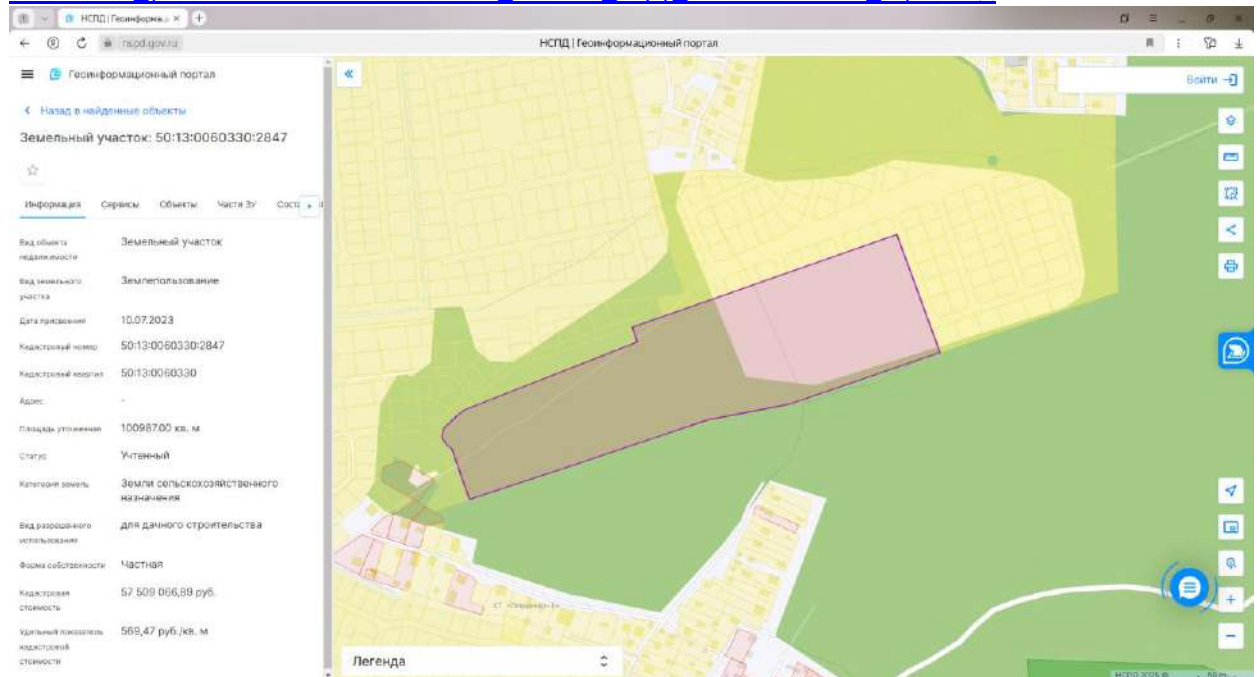 НСПД | Геоинформац... × +
nspd.gov.ru
НСПД | Геоинформационный портал
Геоинформационный портал
Войти
Назад в найденные объекты
Земельный участок: 50:13:0060330:2847
Информация Сервисы Объекты Части ЗУ Соста
Вид объекта недвижимости Земельный участок
Вид земельного участка Землепользование
Дата присвоения 10.07.2023
Кадастровый номер 50:13:0060330:2847
Кадастровый квартал 50:13:0060330
Адрес -
Площадь уточненная 100987.00 кв. м
Статус Учтенный
Категория земель Земли сельскохозяйственного
назначения
Вид разрешенного использования для дачного строительства
Форма собственности Частная
Кадастровая стоимость 57 509 066,89 руб.
Удельный показатель кадастровой стоимости 569,47 руб./кв. м
Легенда